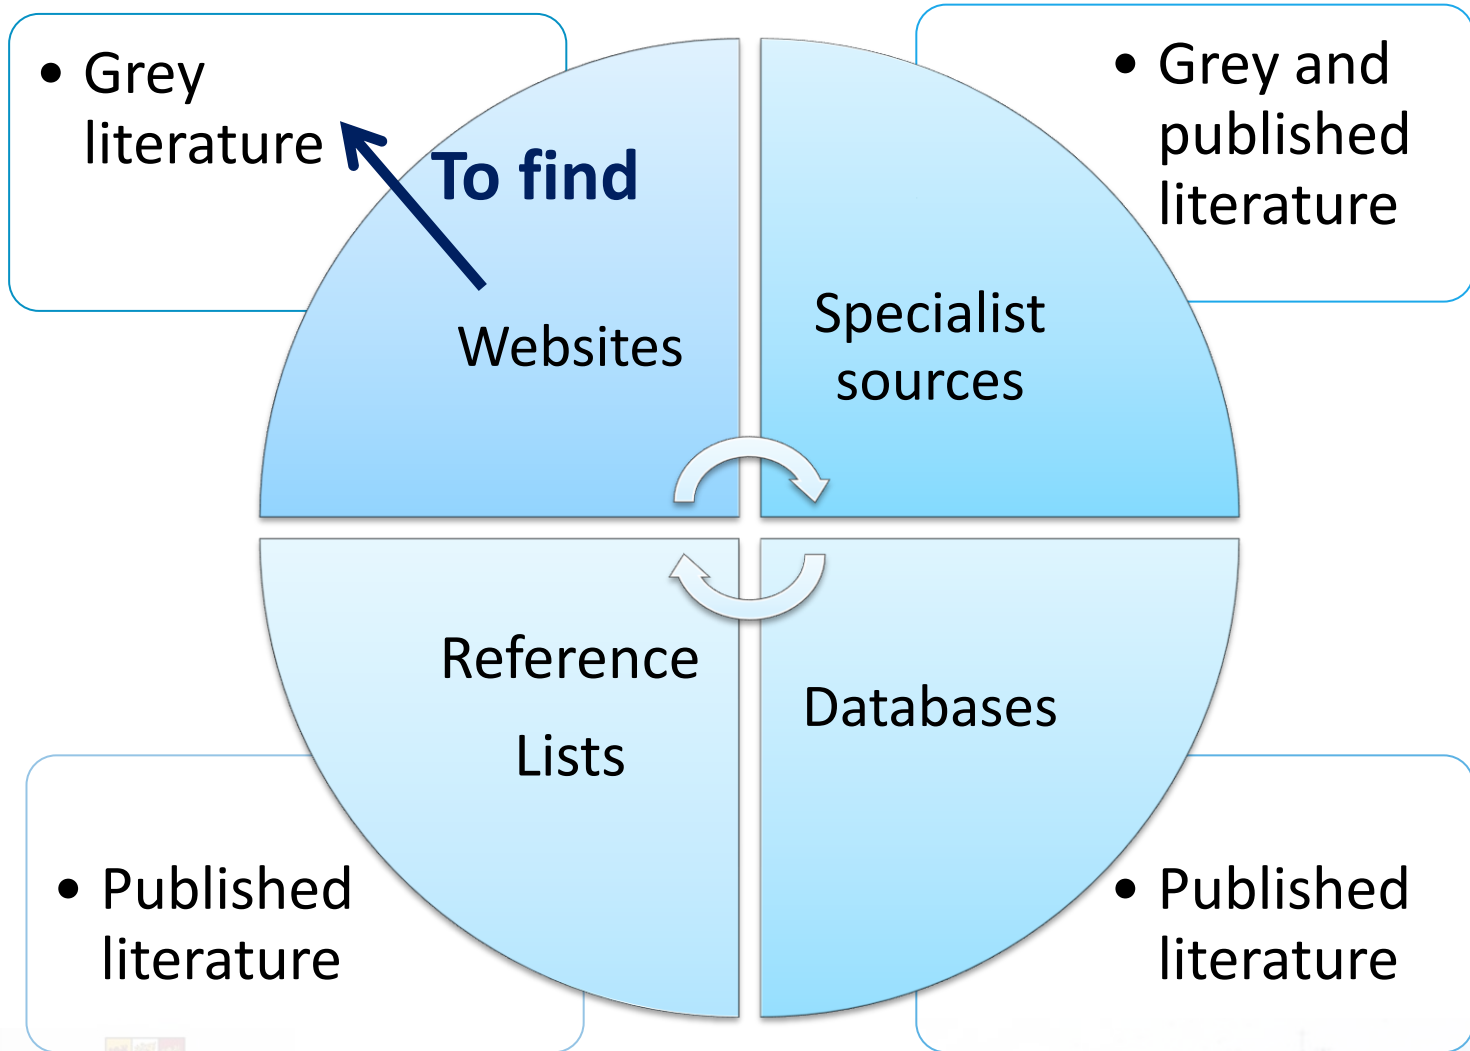 • Grey
literature
To find
Websites
• Grey and
published
literature
Specialist
sources
Reference
Lists
• Published
literature
Databases
• Published
literature